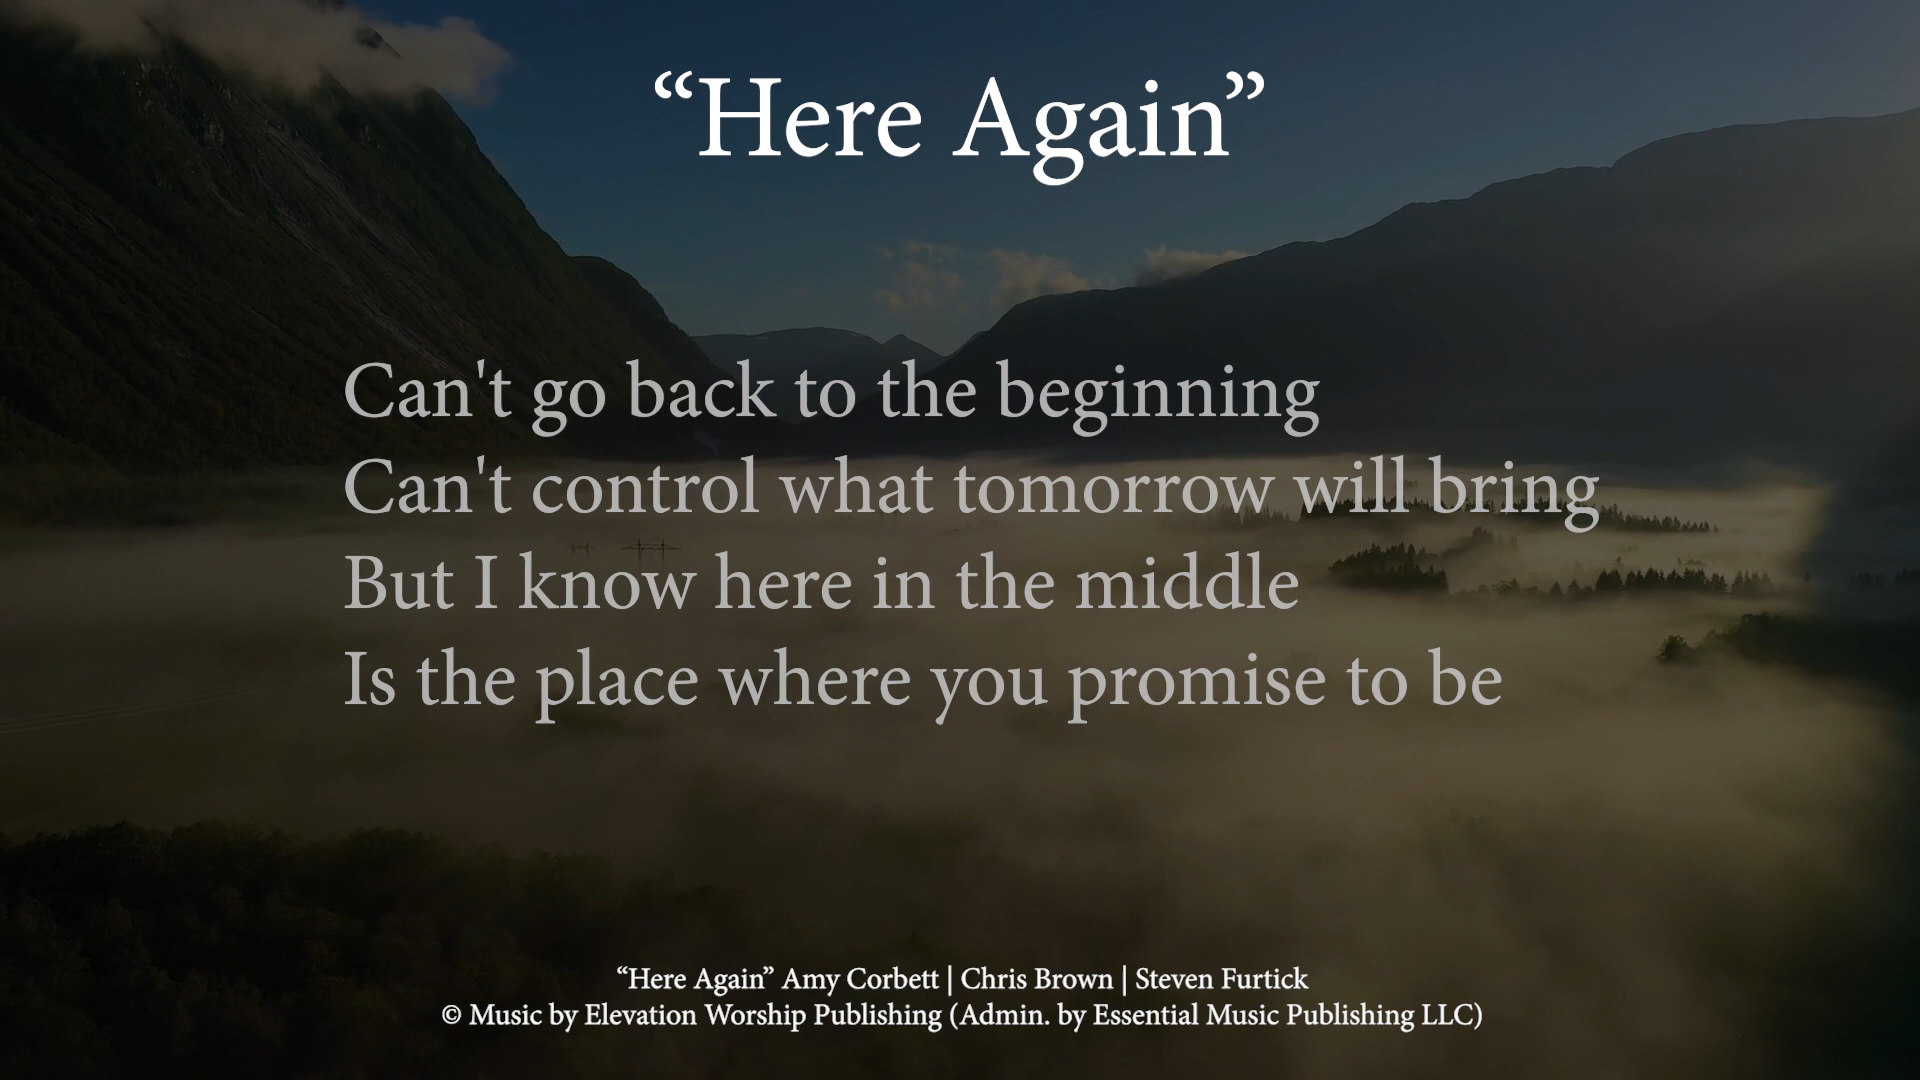 “Here Again”
Can't go back to the beginning
Can't control what tomorrow will bring
But I know here in the middle
Is the place where you promise to be
“Here Again” Amy Corbett | Chris Brown | Steven Furtick
© Music by Elevation Worship Publishing (Admin. by Essential Music Publishing LLC)